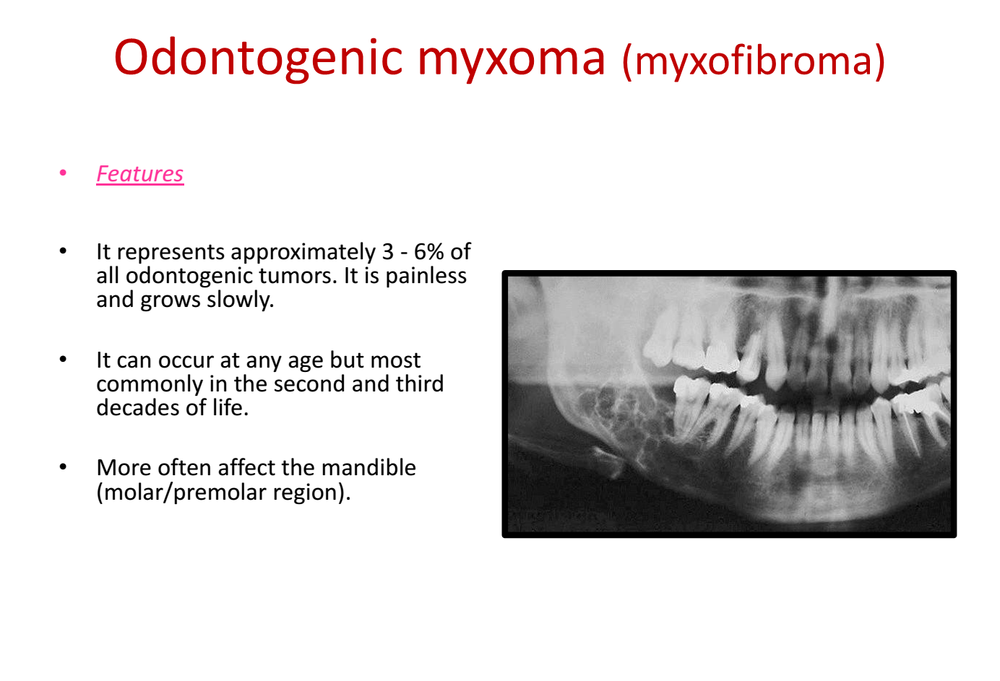 Odontogenic myxoma (myxofibroma)
• Features
• It represents approximately 3 - 6% of
all odontogenic tumors. It is painless
and grows slowly.
• It can occur at any age but most
commonly in the second and third
decades of life.
• More often affect the mandible
(molar/premolar region).